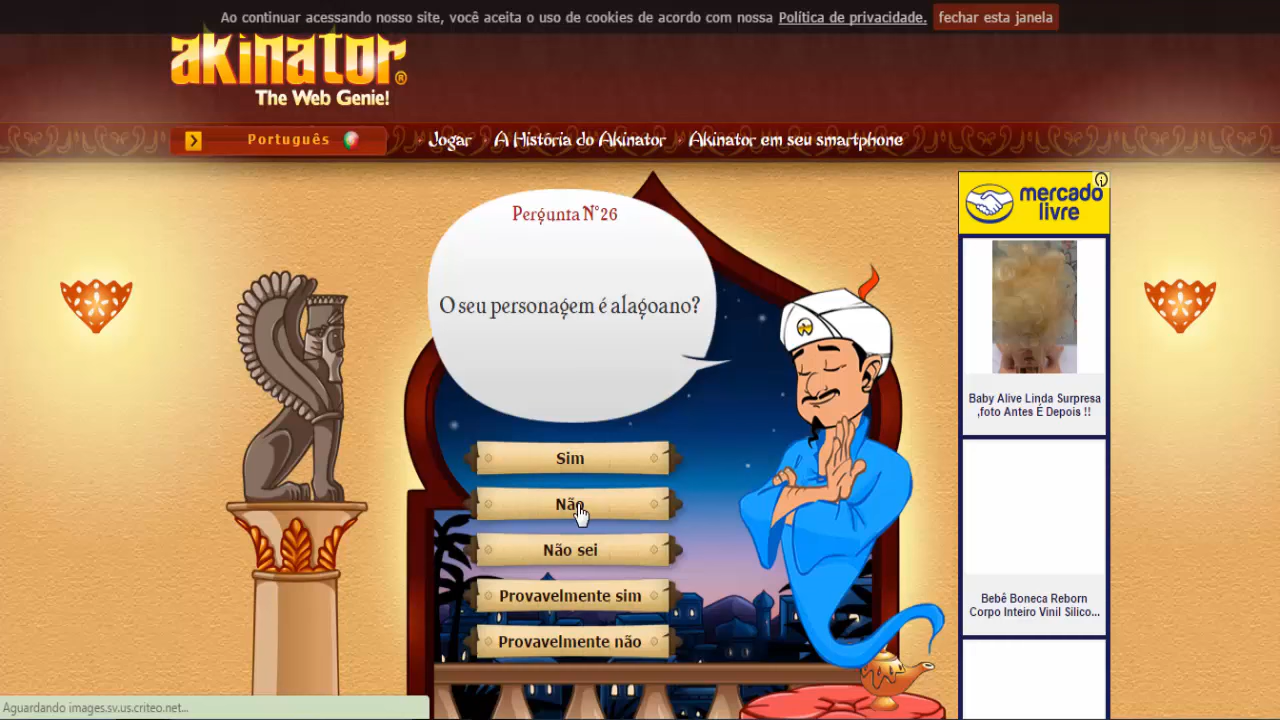 Ao continuar acessando nosso site, você aceita o uso de cookies de acordo com nossa Política de privacidade. fechar esta janela
akinator®
The Web Genie!
Português
Jogar
A História do Akinator
Akinator em seu smartphone
Pergunta N°26
O seu personagem é alagoano?
Sim
Não
Não sei
Provavelmente sim
Provavelmente não
mercado
livre
Baby Alive Linda Surpresa
,foto Antes É Depois !!
Bebê Boneca Reborn
Corpo Inteiro Vinil Silico...
Aguardando images.sv.us.criteo.net...